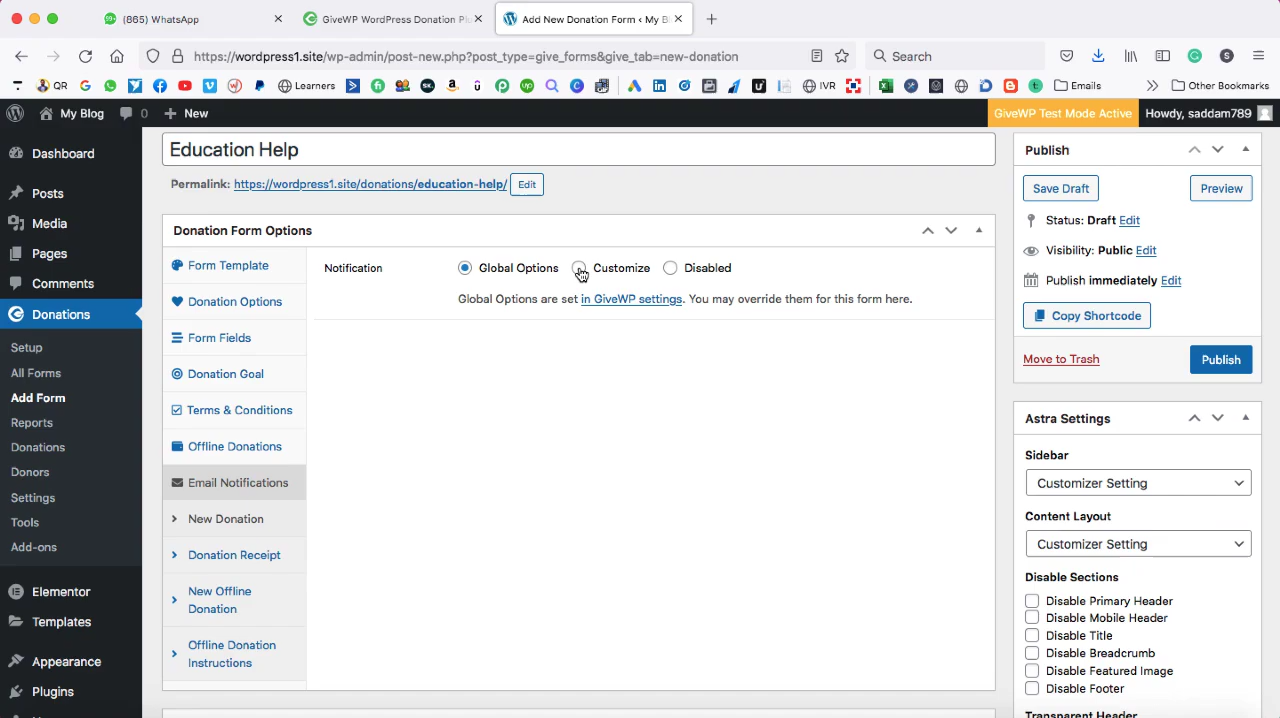 (865) WhatsApp
GiveWP WordPress Donation Plu
Add New Donation Form ‹ My B
https://wordpress1.site/wp-admin/post-new.php?post_type=give_forms&give_tab=new-donation
Search
QR
Learners
IVR
Emails
Other Bookmarks
My Blog
0
New
GiveWP Test Mode Active
Howdy, saddam789
Dashboard
Posts
Media
Pages
Comments
Donations
Setup
All Forms
Add Form
Reports
Donations
Donors
Settings
Tools
Add-ons
Elementor
Templates
Appearance
Plugins
Education Help
Permalink: https://wordpress1.site/donations/education-help/ Edit
Donation Form Options
Form Template
Donation Options
Form Fields
Donation Goal
Terms & Conditions
Offline Donations
Email Notifications
New Donation
Donation Receipt
New Offline
Donation
Offline Donation
Instructions
Notification
Global Options
Customize
Disabled
Global Options are set in GiveWP settings. You may override them for this form here.
Publish
Save Draft
Preview
Status: Draft Edit
Visibility: Public Edit
Publish immediately Edit
Copy Shortcode
Move to Trash
Publish
Astra Settings
Sidebar
Customizer Setting
Content Layout
Customizer Setting
Disable Sections
Disable Primary Header
Disable Mobile Header
Disable Title
Disable Breadcrumb
Disable Featured Image
Disable Footer
Transparent Header